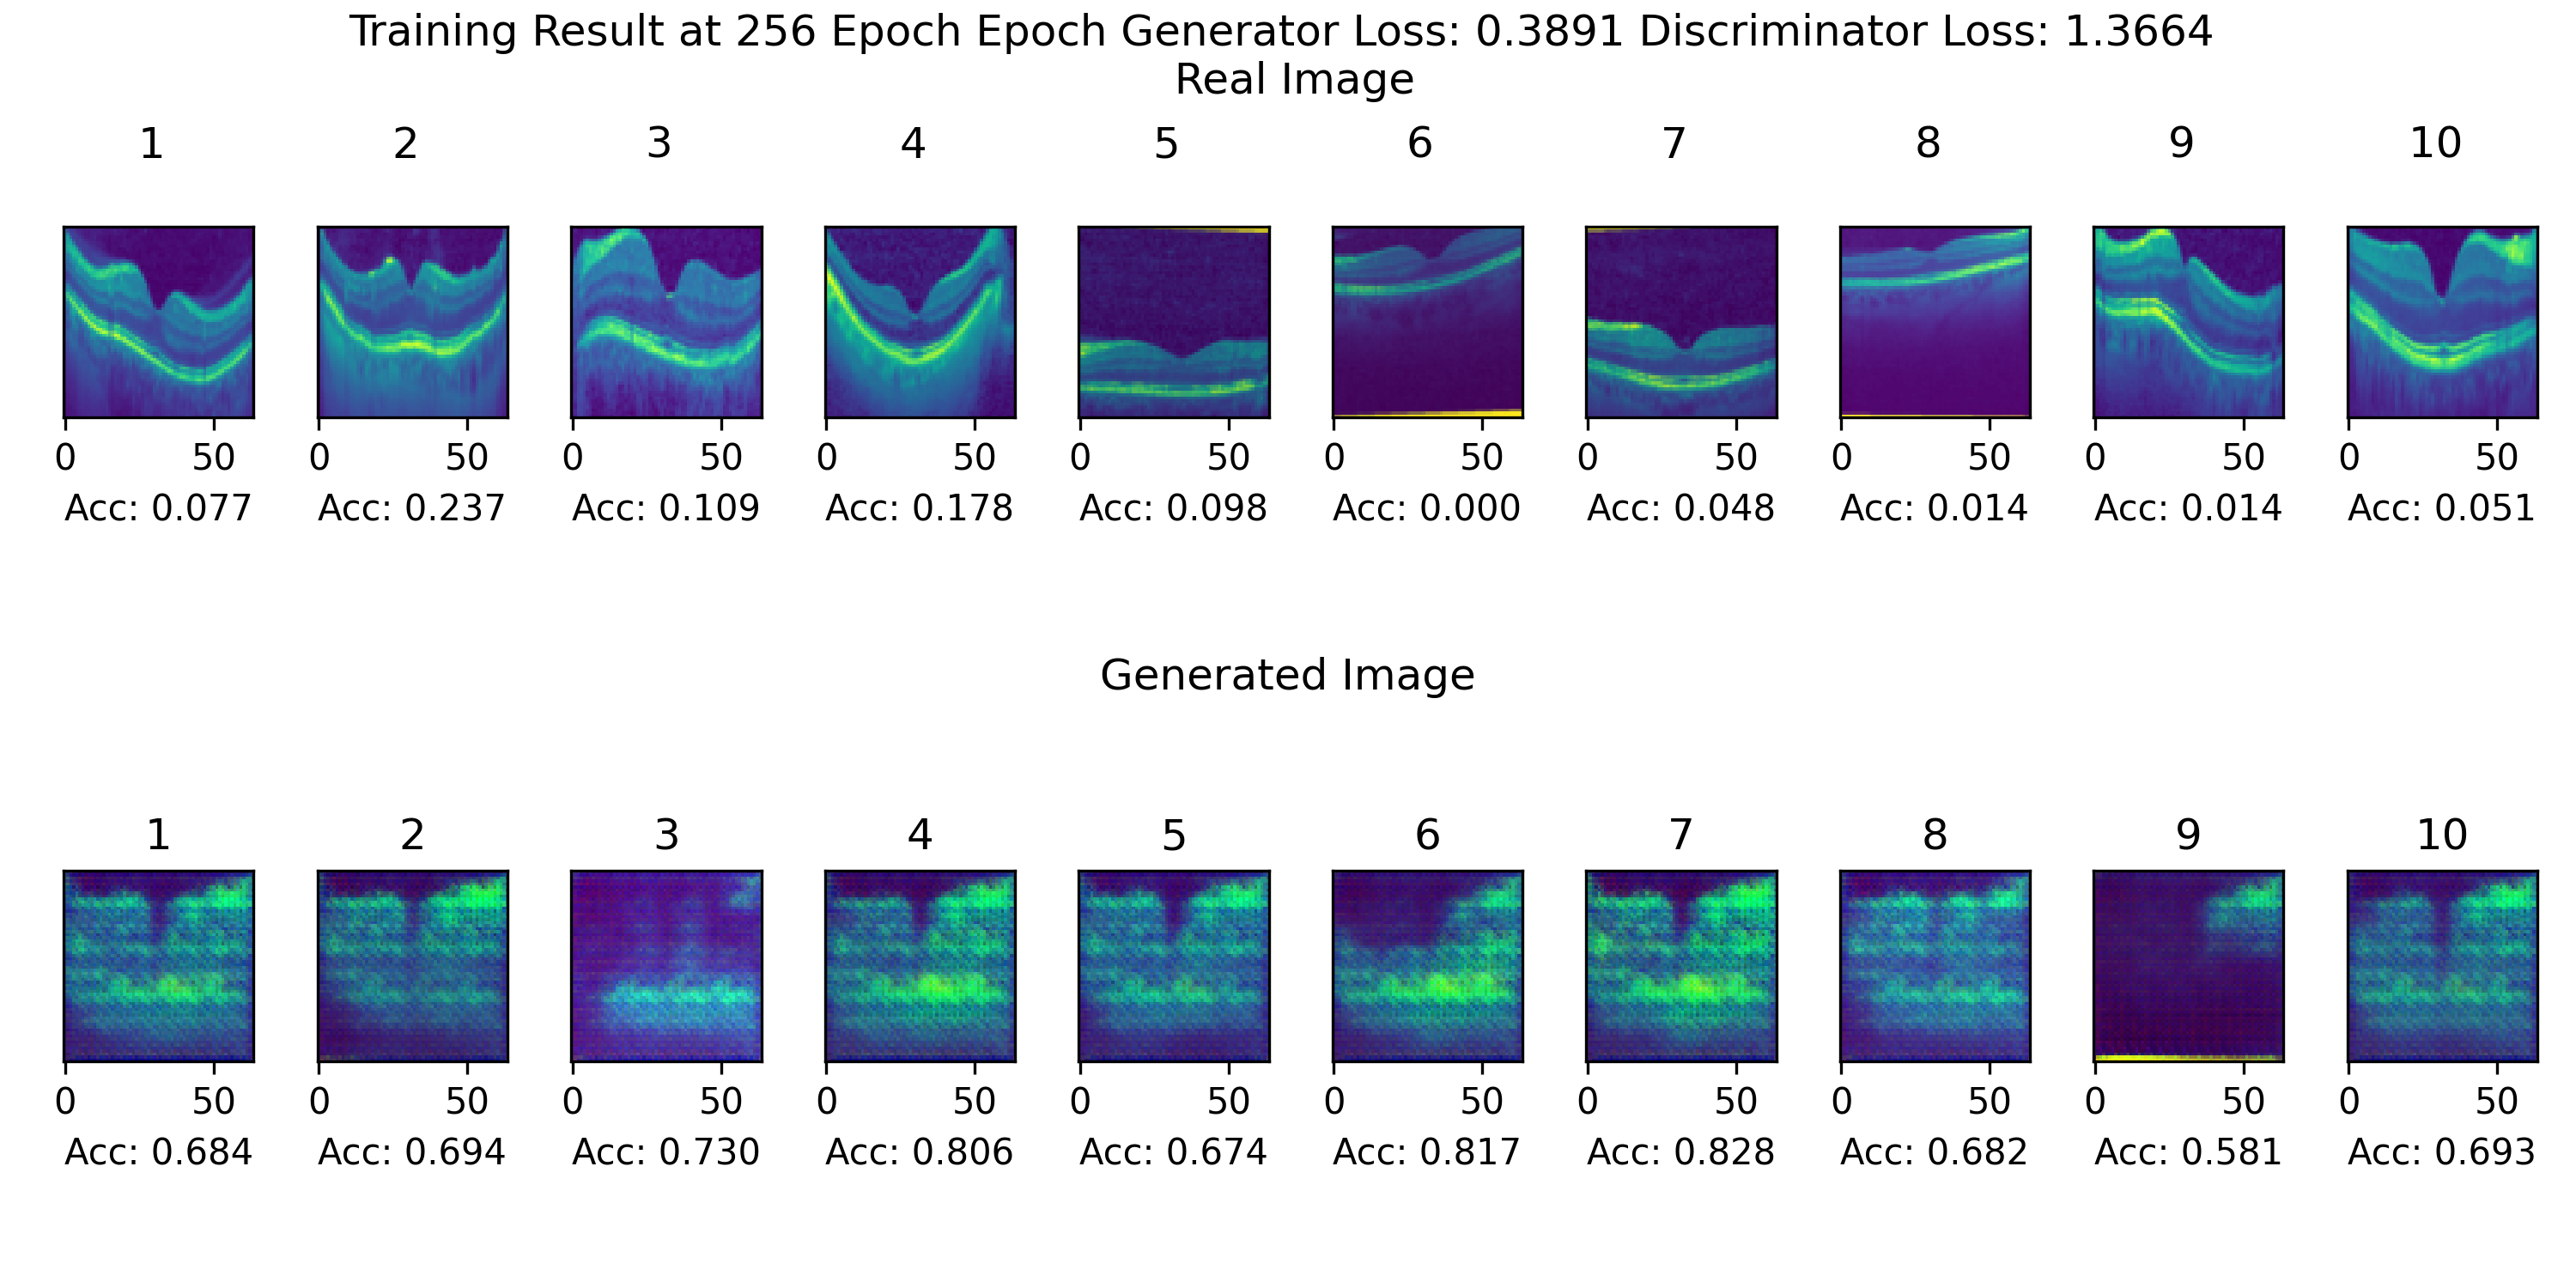 Training Result at 256 Epoch Epoch Generator Loss: 0.3891 Discriminator Loss: 1.3664
Real Image
1 2 3 4 5 6 7 8 9 10
0 50 0 50 0 50 0 50 0 50 0 50 0 50 0 50 0 50 0 50
Acc: 0.077 Acc: 0.237 Acc: 0.109 Acc: 0.178 Acc: 0.098 Acc: 0.000 Acc: 0.048 Acc: 0.014 Acc: 0.014 Acc: 0.051
Generated Image
1 2 3 4 5 6 7 8 9 10
0 50 0 50 0 50 0 50 0 50 0 50 0 50 0 50 0 50 0 50
Acc: 0.684 Acc: 0.694 Acc: 0.730 Acc: 0.806 Acc: 0.674 Acc: 0.817 Acc: 0.828 Acc: 0.682 Acc: 0.581 Acc: 0.693